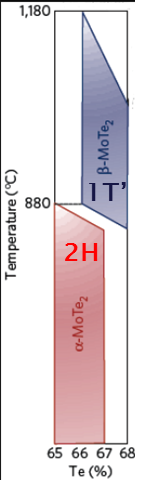 1,180
β-MoTe2
1T'
880
2H
α-MoTe2
Temperature (°C)
65 66 67 68
Te (%)